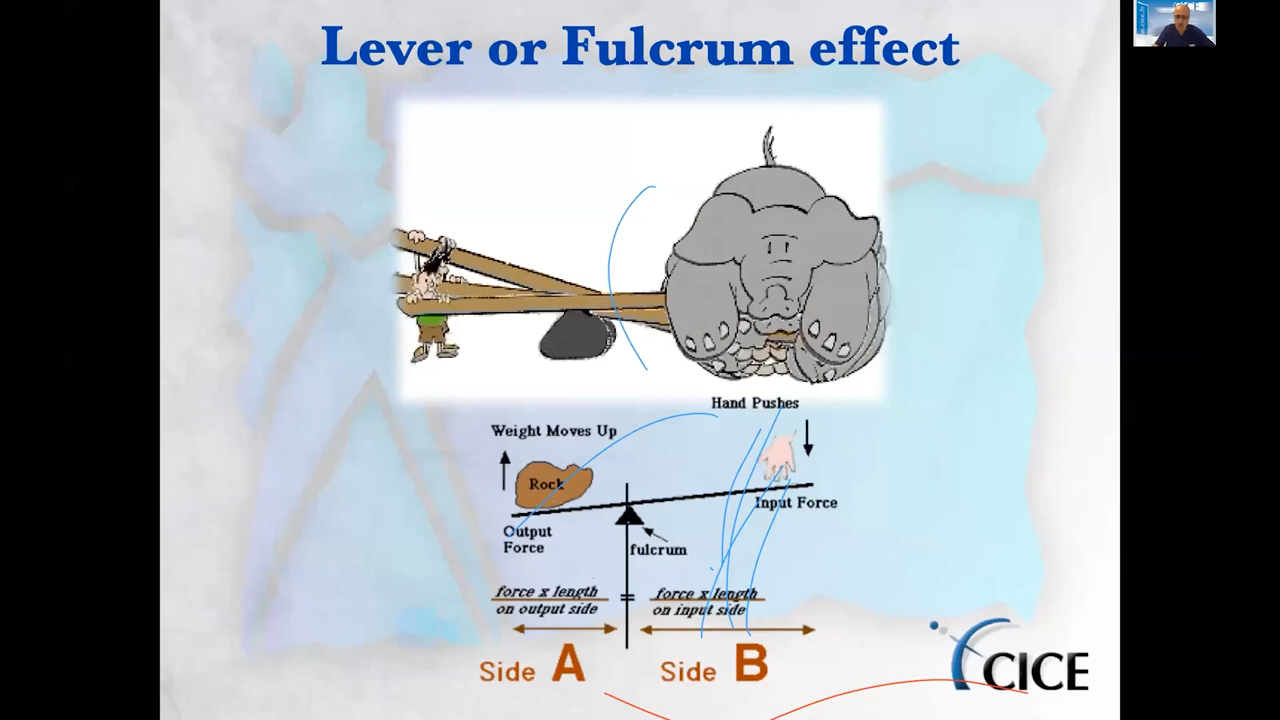 Lever or Fulcrum effect
Hand Pushes
Weight Moves Up
Rock
Input Force
Output
Force
fulcrum
force x length
on output side
=
force x length
on input side
Side A
Side B
CICE